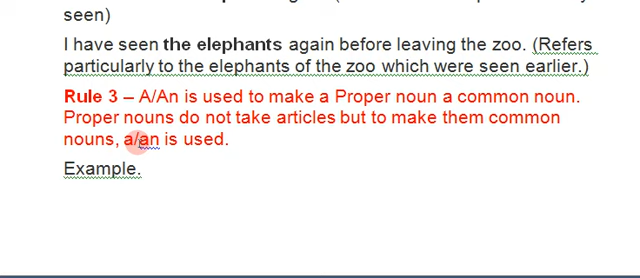 seen)
I have seen the elephants again before leaving the zoo. (Refers
particularly to the elephants of the zoo which were seen earlier.)
Rule 3 – A/An is used to make a Proper noun a common noun.
Proper nouns do not take articles but to make them common
nouns, a/an is used.
Example.